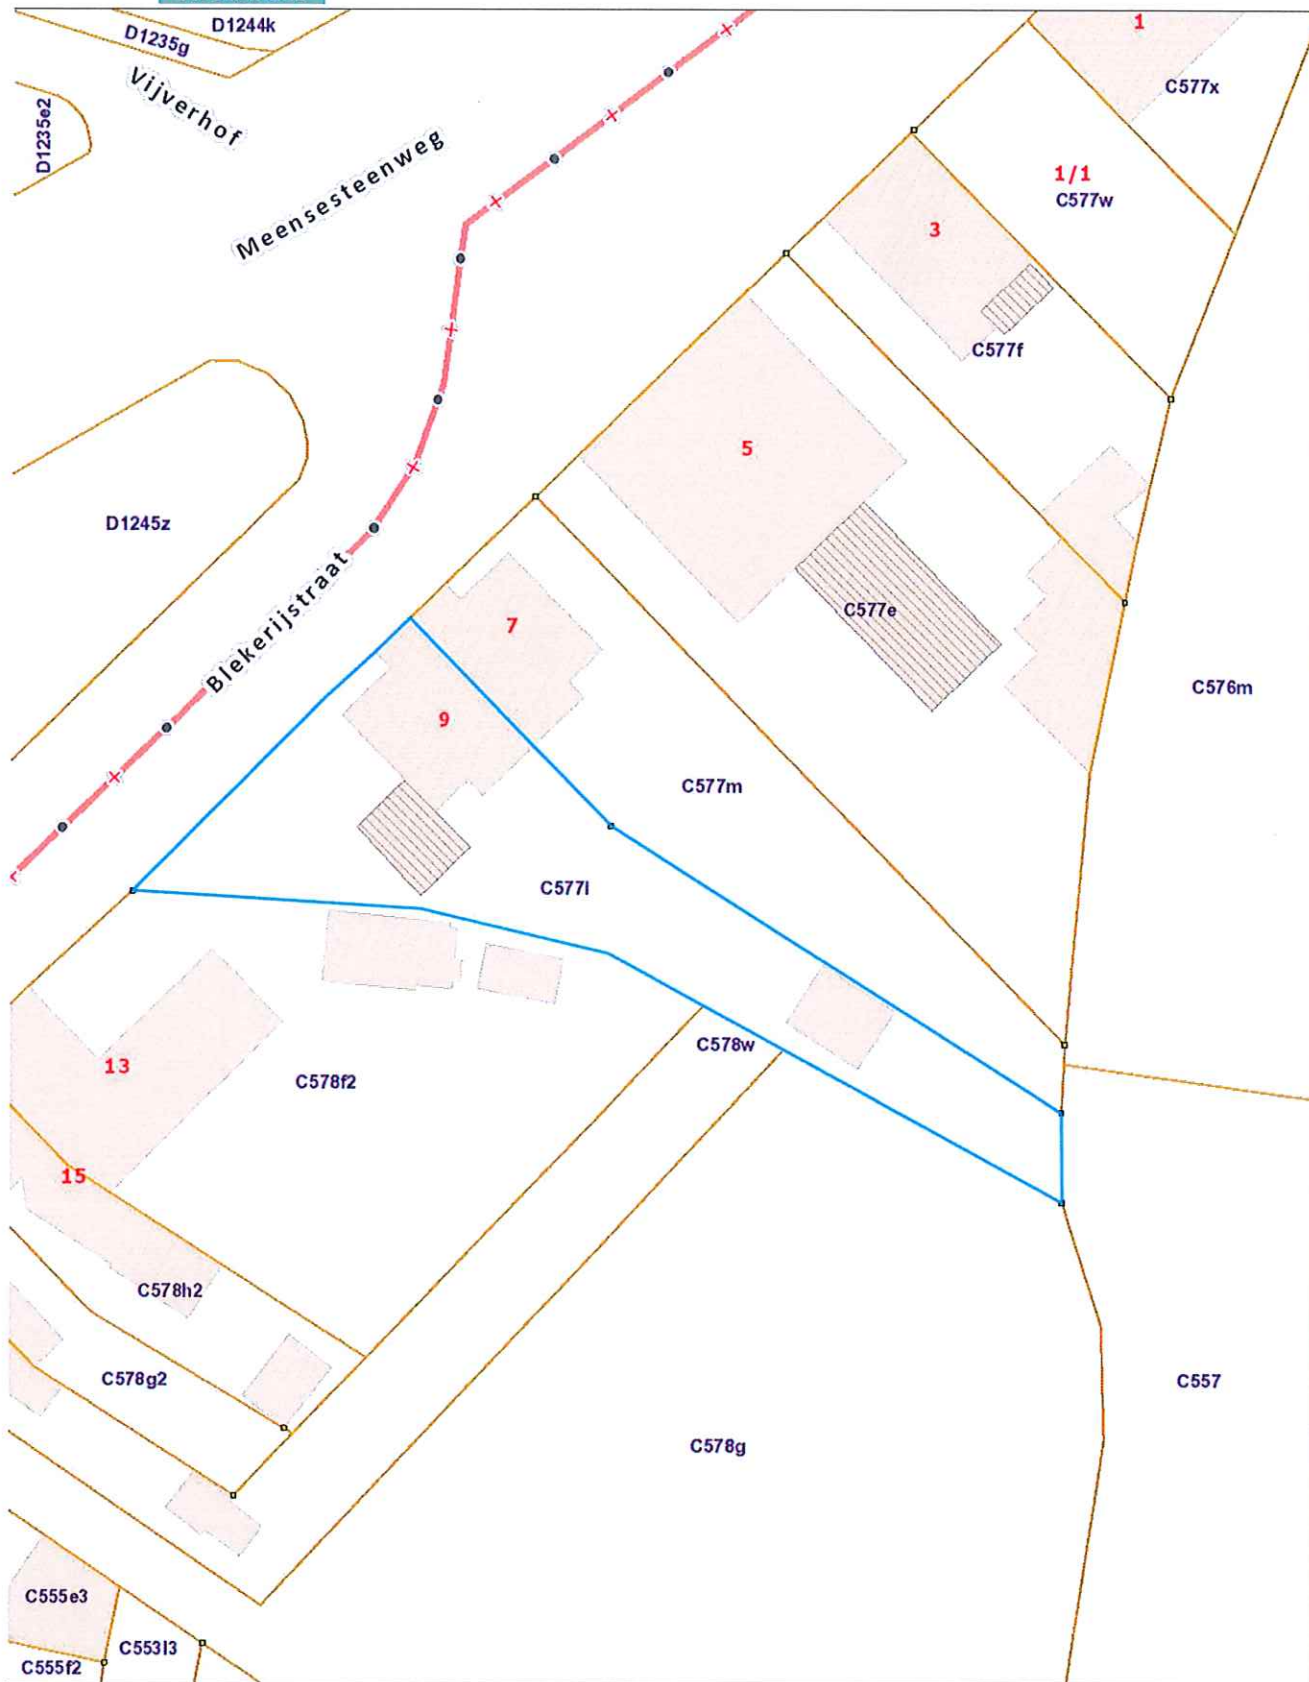 D1244k
D1235g
1
Vijverhof
C577x
D1235e2
Meensesteenweg
1/1
C577w
3
C577f
5
D1245z
C577e
7
Blekerijstraat
C576m
9
C577m
C577l
C578w
13
C578f2
15
C578h2
C578g2
C557
C578g
C555e3
C553l3
C555f2